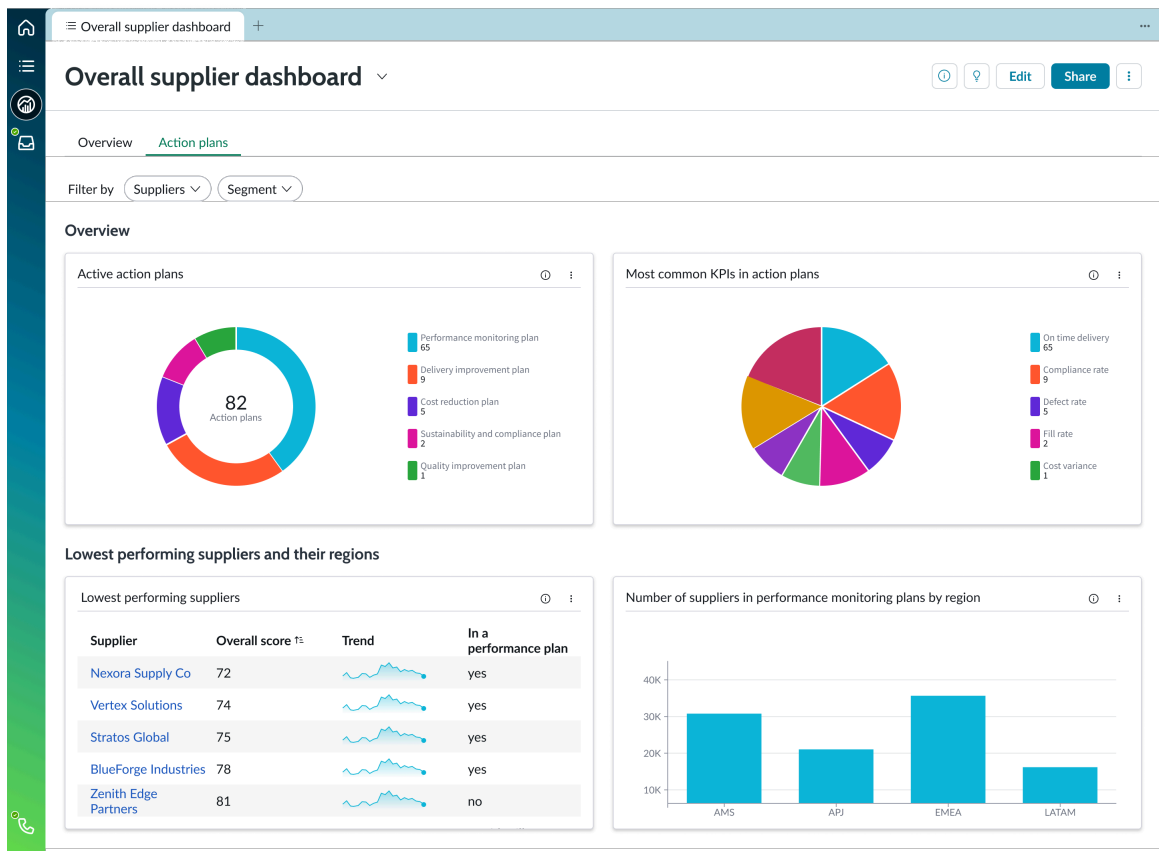 Overall supplier dashboard
Overall supplier dashboard
Edit
Share
Overview
Action plans
Filter by
Suppliers
Segment
Overview
Active action plans
82
Action plans
Performance monitoring plan
65
Delivery improvement plan
9
Cost reduction plan
5
Sustainability and compliance plan
2
Quality improvement plan
1
Most common KPIs in action plans
On time delivery
65
Compliance rate
9
Defect rate
5
Fill rate
2
Cost variance
1
Lowest performing suppliers and their regions
Lowest performing suppliers
Supplier Overall score Trend In a
performance plan
Nexora Supply Co 72 yes
Vertex Solutions 74 yes
Stratos Global 75 yes
BlueForge Industries 78 yes
Zenith Edge
Partners 81 no
Number of suppliers in performance monitoring plans by region
40K
30K
20K
10K
AMS APJ EMEA LATAM